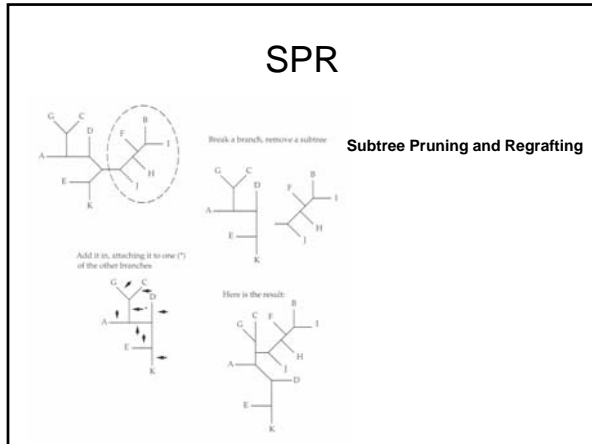 SPR
Subtree Pruning and Regrafting
G C
D
B
F
I
A
H
E
J
K
Break a branch, remove a subtree
G C
D
B
F
I
A
H
E
J
K
Add it in, attaching it to one (*)
of the other branches
G C
D
*
A
E
K
Here is the result:
B
C F
I
G
H
J
A
D
E
K